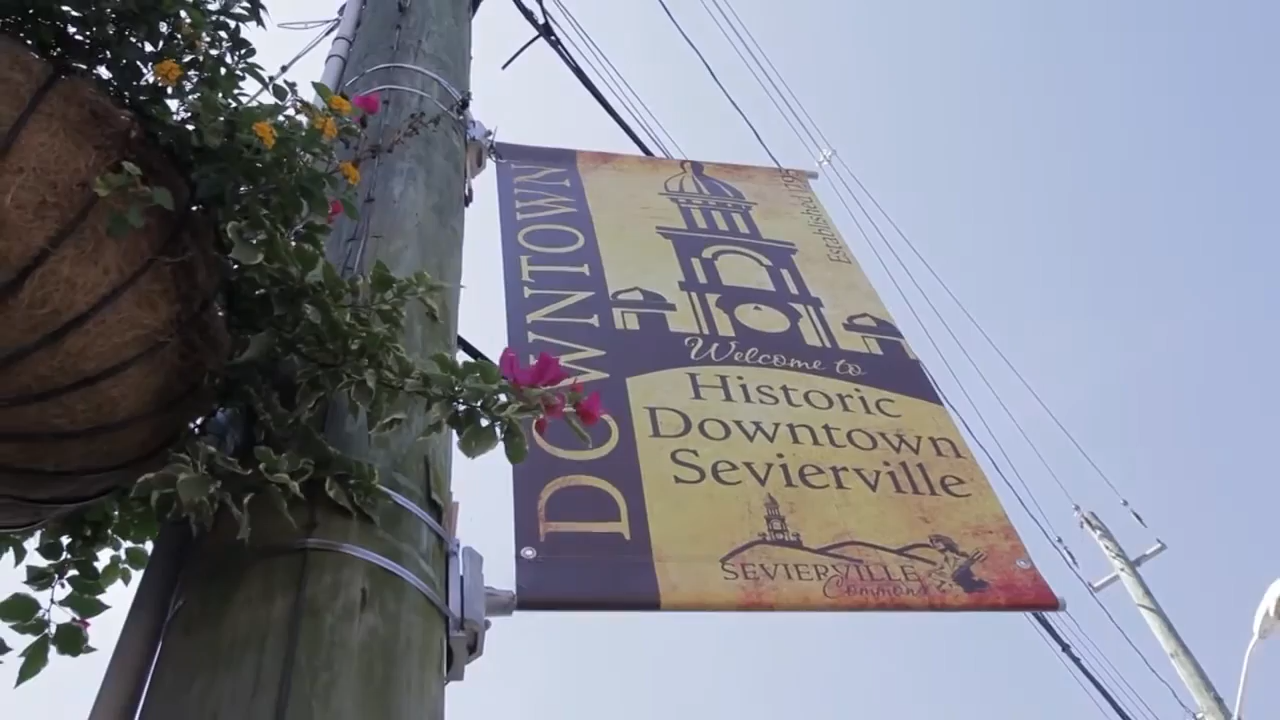 DOWNTOWN
Established 1795
Welcome to
Historic
Downtown
Sevierville
SEVIERVILLE
Commons